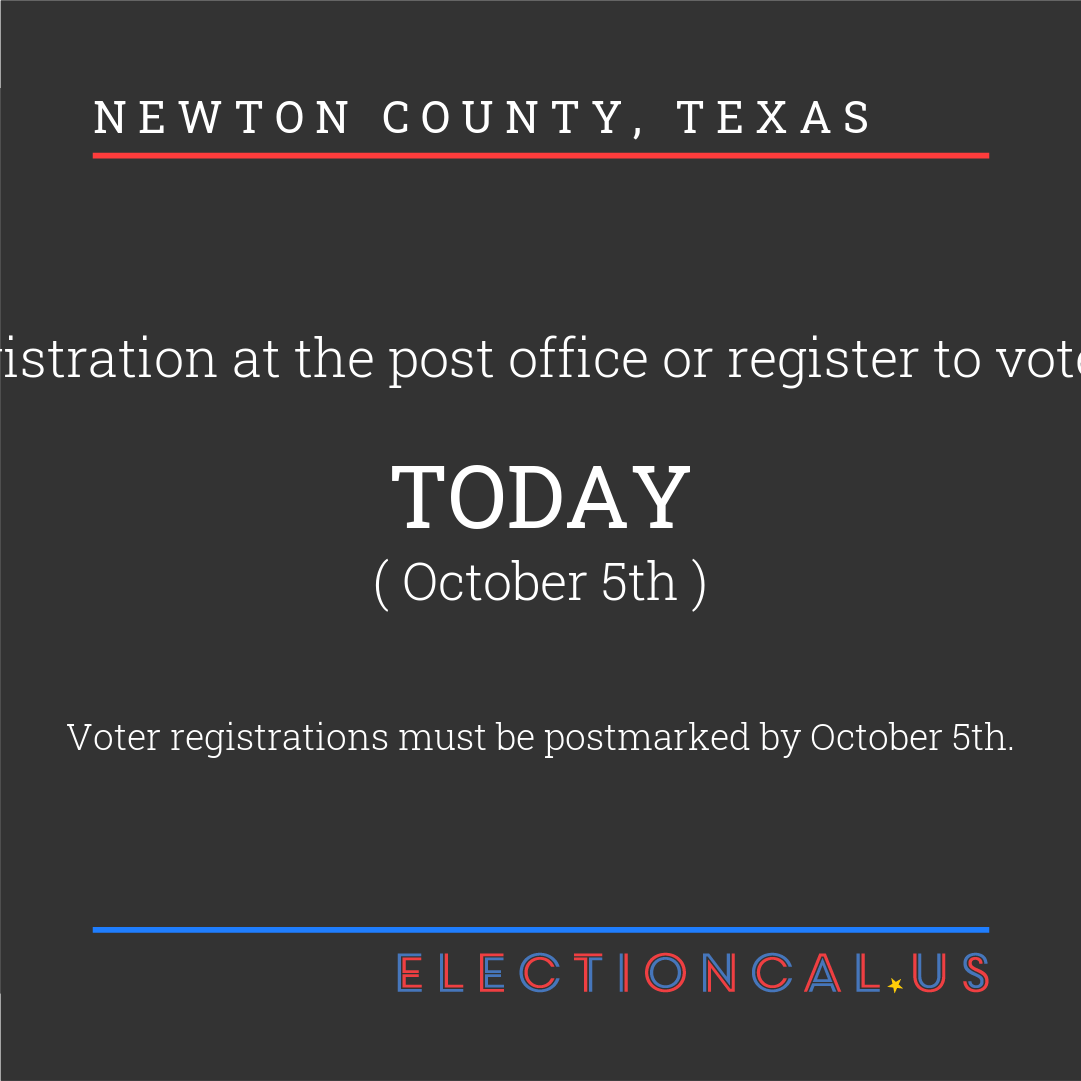 NEWTON COUNTY, TEXAS
istration at the post office or register to vote
TODAY
( October 5th )
Voter registrations must be postmarked by October 5th.
ELECTIONCAL.US